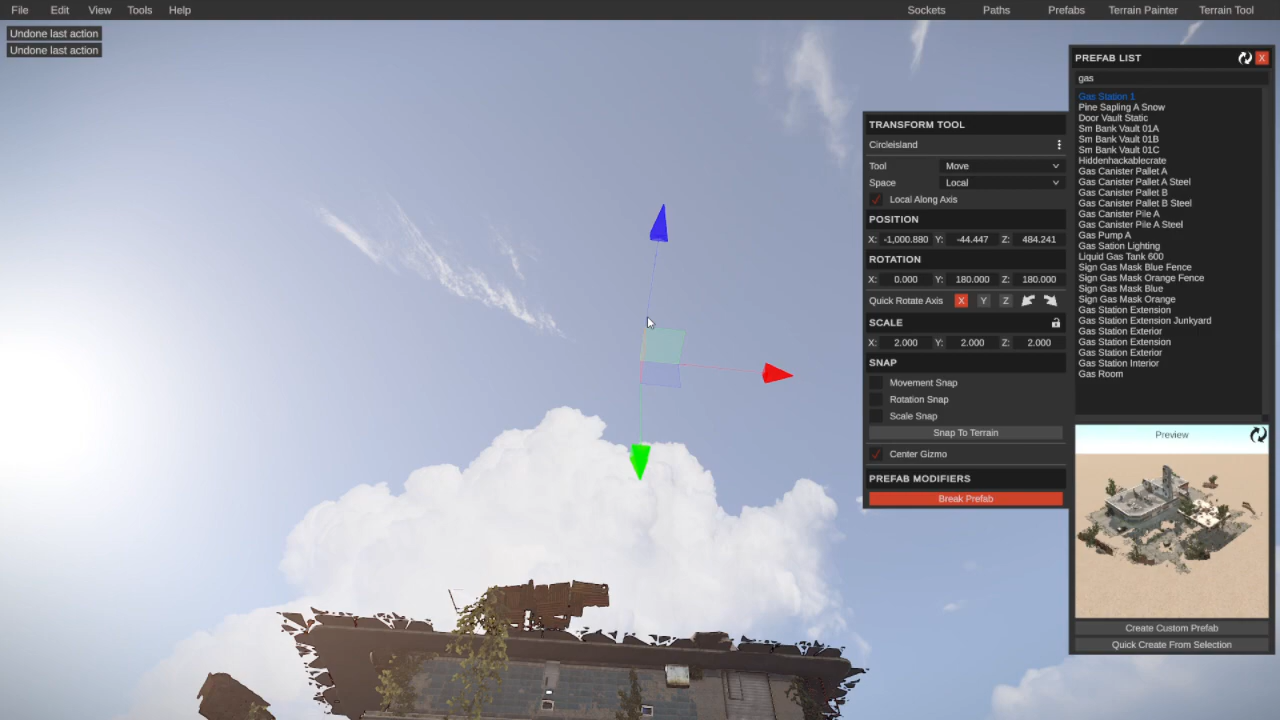 File Edit View Tools Help Sockets Paths Prefabs Terrain Painter Terrain Tool
Undone last action
Undone last action
TRANSFORM TOOL
Circleisland
Tool Move
Space Local
Local Along Axis
POSITION
X: -1,000.880 Y: -44.447 Z: 484.241
ROTATION
X: 0.000 Y: 180.000 Z: 180.000
Quick Rotate Axis X Y Z
SCALE
X: 2.000 Y: 2.000 Z: 2.000
SNAP
Movement Snap
Rotation Snap
Scale Snap
Snap To Terrain
Center Gizmo
PREFAB MODIFIERS
Break Prefab
PREFAB LIST X
gas
Gas Station 1
Pine Sapling A Snow
Door Vault Static
Sm Bank Vault 01A
Sm Bank Vault 01B
Sm Bank Vault 01C
Hiddenhackablecrate
Gas Canister Pallet A
Gas Canister Pallet A Steel
Gas Canister Pallet B
Gas Canister Pallet B Steel
Gas Canister Pile A
Gas Canister Pile A Steel
Gas Pump A
Gas Sation Lighting
Liquid Gas Tank 600
Sign Gas Mask Blue Fence
Sign Gas Mask Orange Fence
Sign Gas Mask Blue
Sign Gas Mask Orange
Gas Station Extension
Gas Station Extension Junkyard
Gas Station Exterior
Gas Station Extension
Gas Station Exterior
Gas Station Interior
Gas Room
Preview
Create Custom Prefab
Quick Create From Selection